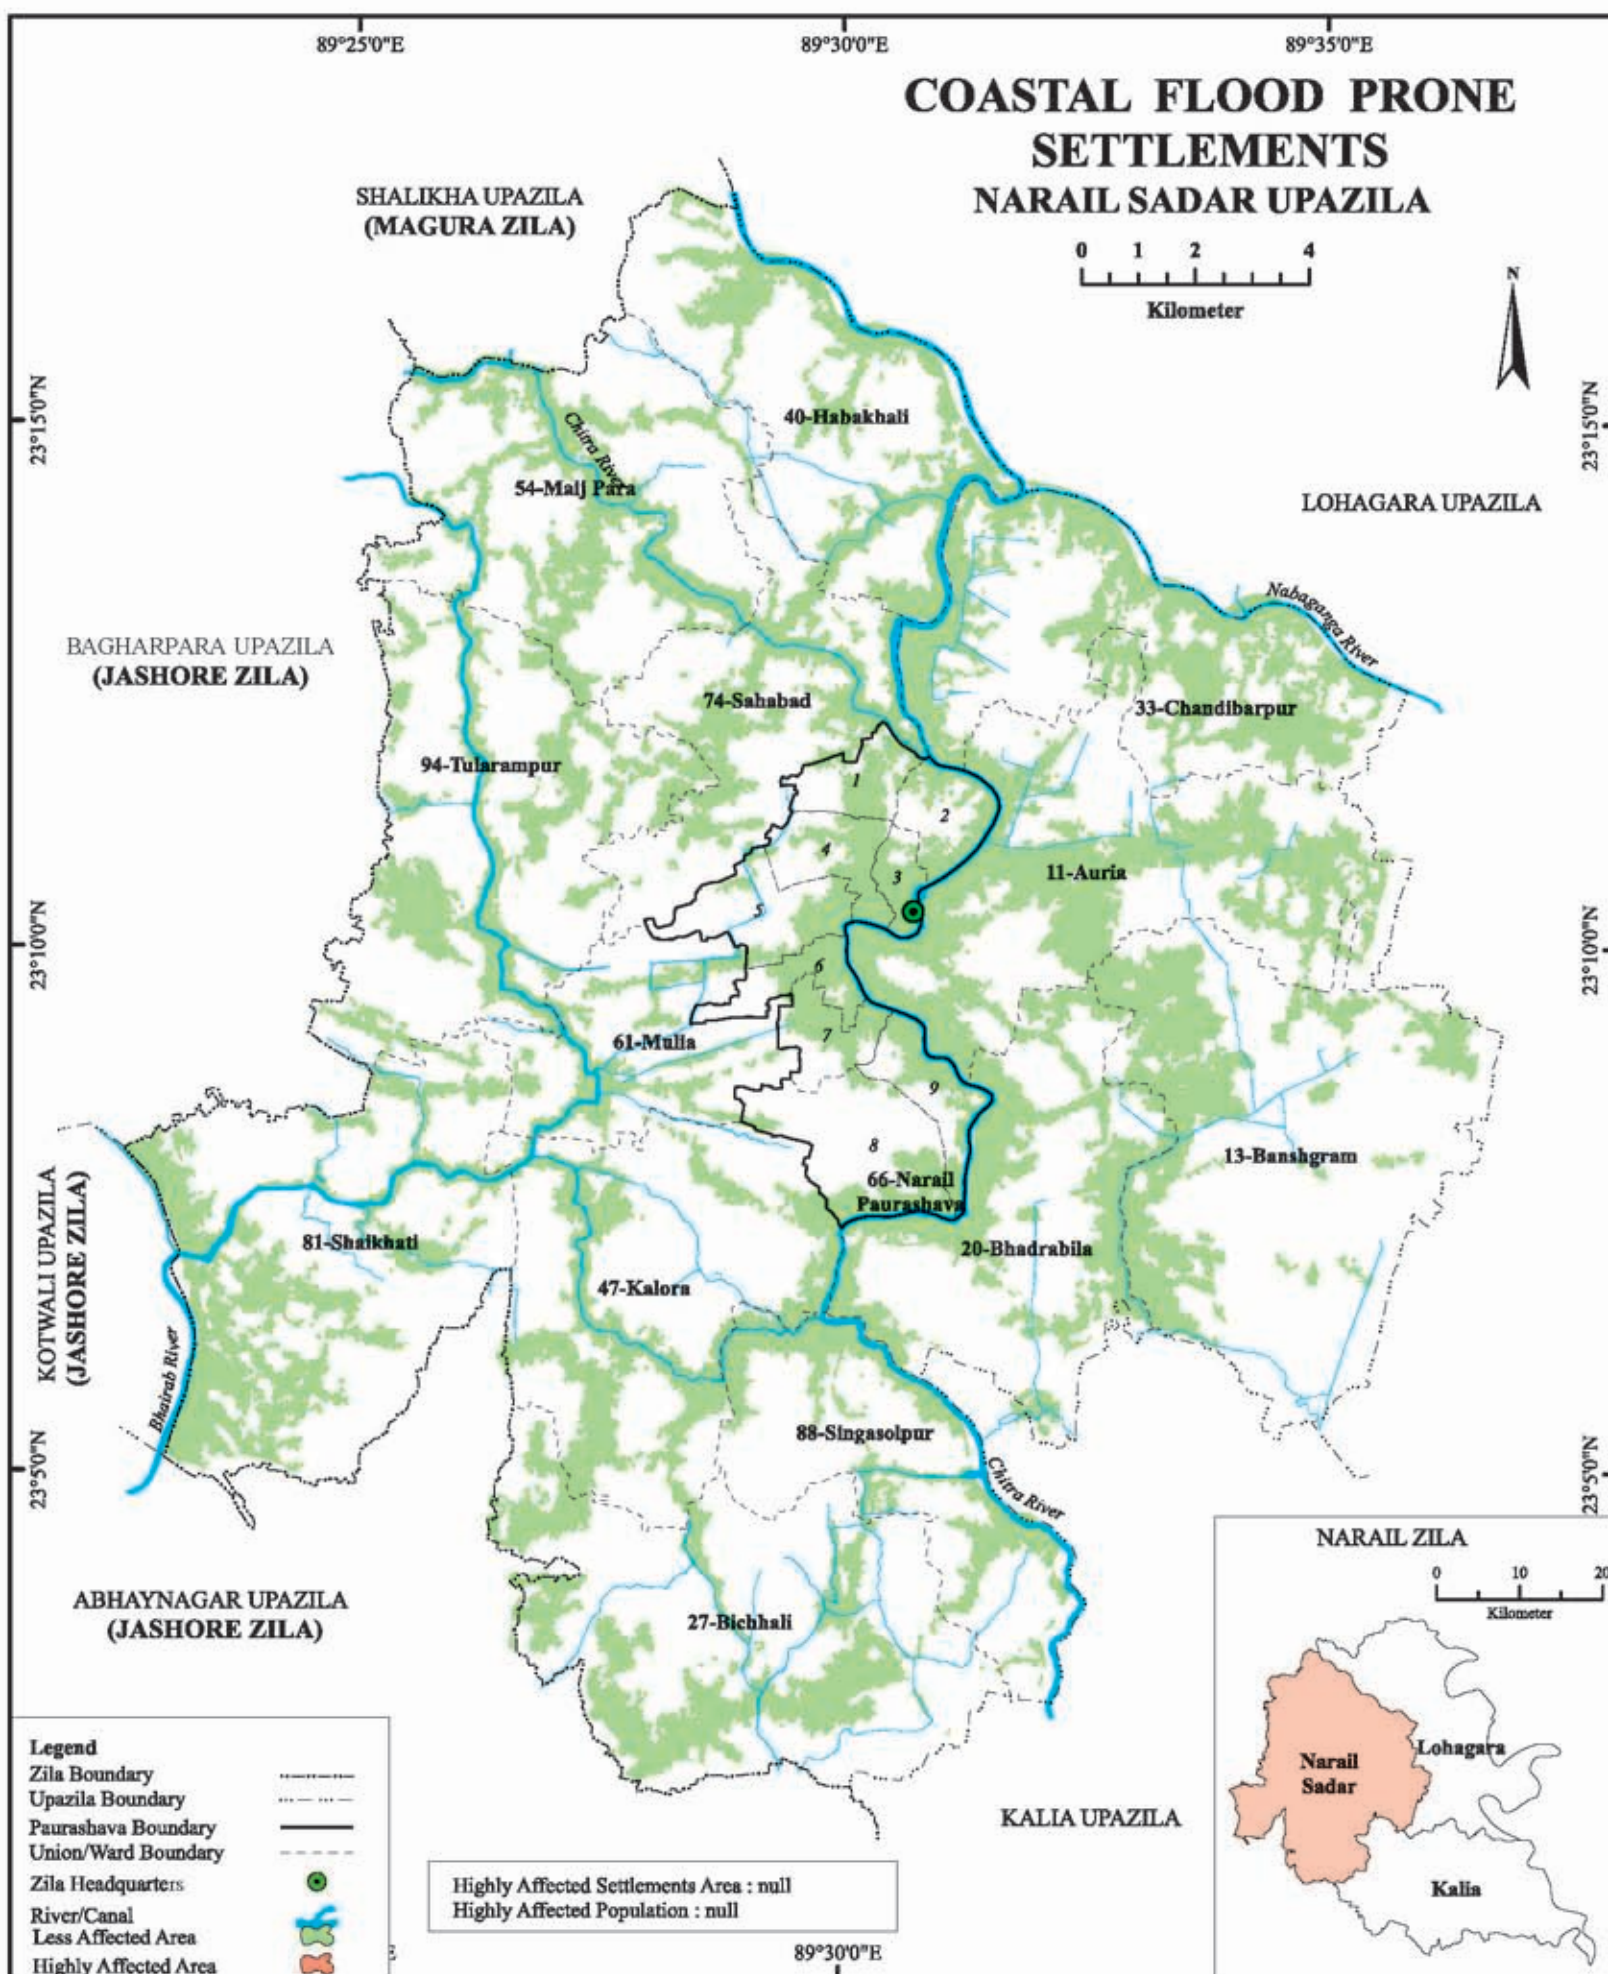 89°25'0"E
89°30'0"E
89°35'0"E
COASTAL FLOOD PRONE
SETTLEMENTS
NARAIL SADAR UPAZILA
0 1 2 4
Kilometer
N
SHALIKHA UPAZILA
(MAGURA ZILA)
23°15'0"N
23°15'0"N
40-Habakhali
Chitra River
54-Maij Para
LOHAGARA UPAZILA
Nabaganga River
BAGHARPARA UPAZILA
(JASHORE ZILA)
74-Sahabad
33-Chandibarpur
94-Tularampur
1
2
4
3
11-Auria
5
23°10'0"N
23°10'0"N
6
7
61-Mulia
9
8
13-Banshgram
66-Narail
Paurashava
KOTWALI UPAZILA
(JASHORE ZILA)
81-Shaikhati
20-Bhadrabila
47-Kalora
Bhairab River
88-Singasolpur
23°5'0"N
23°5'0"N
Chitra River
ABHAYNAGAR UPAZILA
(JASHORE ZILA)
27-Bichhali
KALIA UPAZILA
NARAIL ZILA
0 10 20
Kilometer
Lohagara
Narail
Sadar
Kalia
Legend
Zila Boundary
Upazila Boundary
Paurashava Boundary
Union/Ward Boundary
Zila Headquarters
River/Canal
Less Affected Area
Highly Affected Area
Highly Affected Settlements Area : null
Highly Affected Population : null
E
89°30'0"E